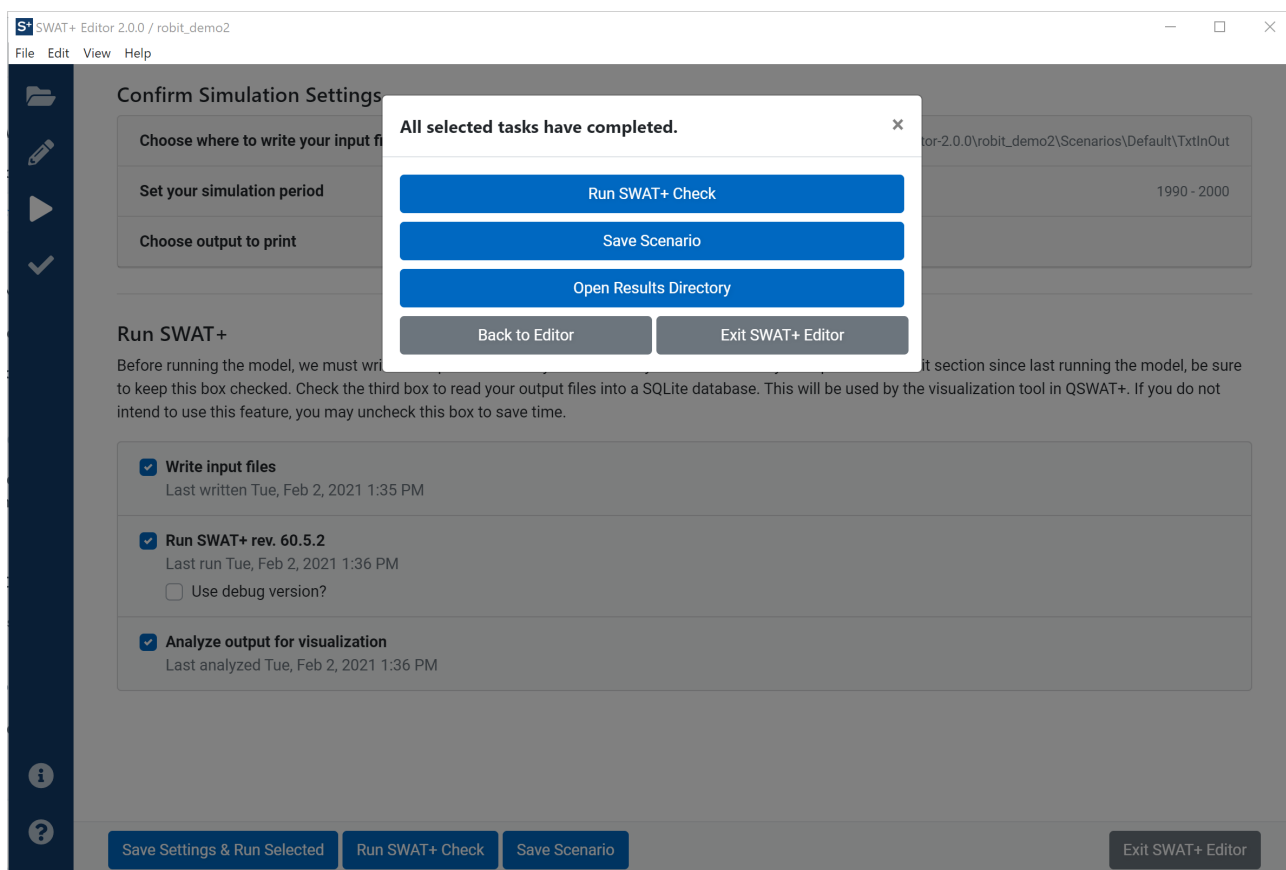 S+ SWAT+ Editor 2.0.0 / robit_demo2
File Edit View Help
Confirm Simulation Settings
All selected tasks have completed. ×
Choose where to write your input fi
tor-2.0.0\robit_demo2\Scenarios\Default\TxtInOut
Run SWAT+ Check
Set your simulation period 1990 - 2000
Save Scenario
Choose output to print
Open Results Directory
Back to Editor Exit SWAT+ Editor
Run SWAT+
Before running the model, we must wri it section since last running the model, be sure
to keep this box checked. Check the third box to read your output files into a SQLite database. This will be used by the visualization tool in QSWAT+. If you do not
intend to use this feature, you may uncheck this box to save time.
Write input files
Last written Tue, Feb 2, 2021 1:35 PM
Run SWAT+ rev. 60.5.2
Last run Tue, Feb 2, 2021 1:36 PM
Use debug version?
Analyze output for visualization
Last analyzed Tue, Feb 2, 2021 1:36 PM
Save Settings & Run Selected Run SWAT+ Check Save Scenario Exit SWAT+ Editor